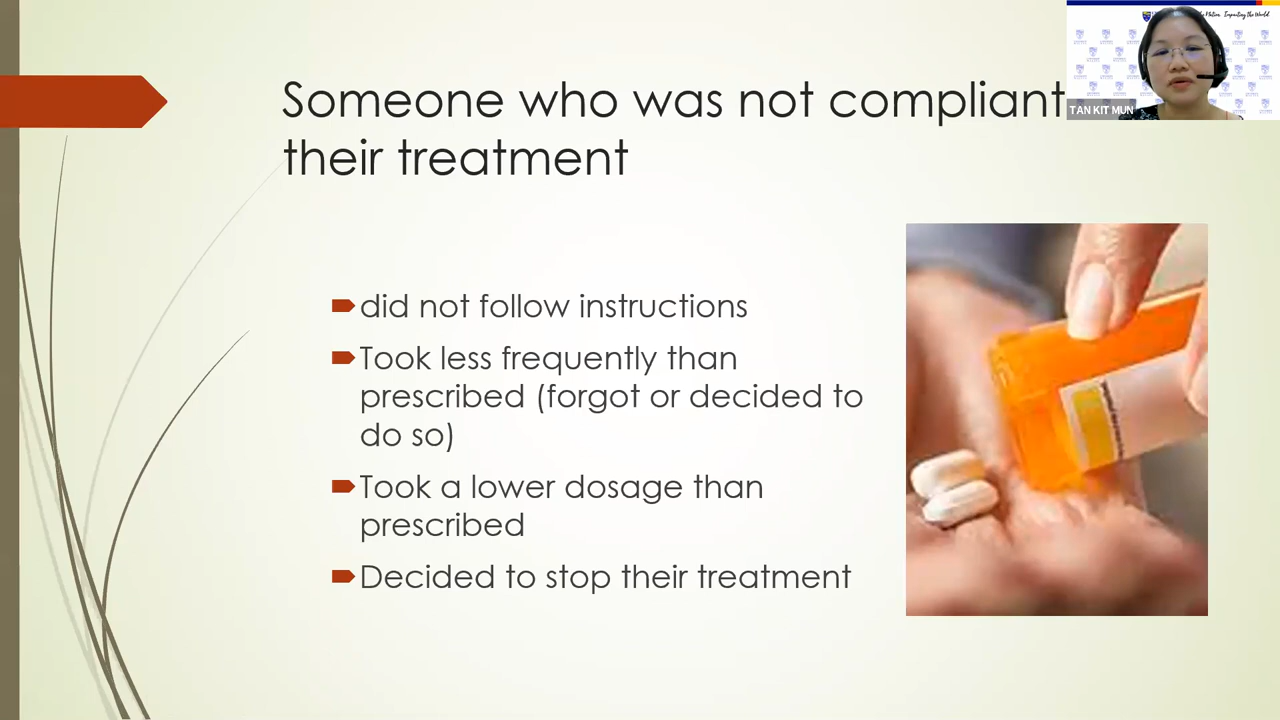 Someone who was not compliant
their treatment
did not follow instructions
Took less frequently than
prescribed (forgot or decided to
do so)
Took a lower dosage than
prescribed
Decided to stop their treatment
TAN KIT MUN